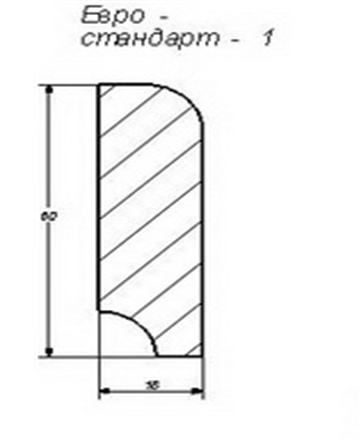 Евро -
стандарт - 1
60
16